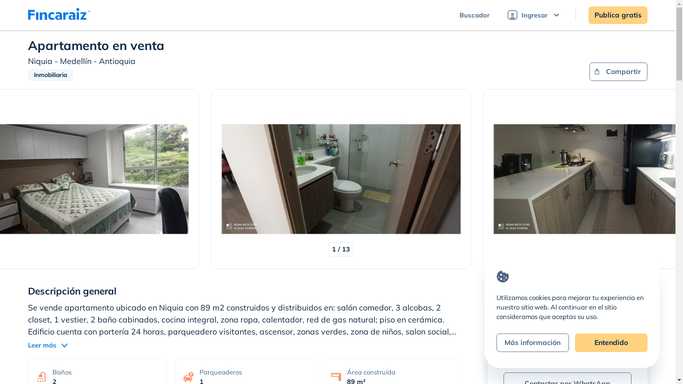 Fincaraiz
Buscador
Ingresar
Publica gratis
Apartamento en venta
Niquia - Medellín - Antioquia
Inmobiliaria
Compartir
1 / 13
Descripción general
Se vende apartamento ubicado en Niquía con 89 m2 construidos y distribuidos en: salón comedor, 3 alcobas, 2
closet, 1 vestier, 2 baño cabinados, cocina integral, zona ropa, calentador, red de gas natural; piso en cerámica.
Edificio cuenta con portería 24 horas, parqueadero visitantes, ascensor, zonas verdes, zona de niños, salon social,...
Leer más
Baños
2
Parqueaderos
1
Área construida
89 m²
Utilizamos cookies para mejorar tu experiencia en
nuestro sitio web. Al continuar en el sitio
consideramos que aceptas su uso.
Más información
Entendido
Contactar por WhatsApp